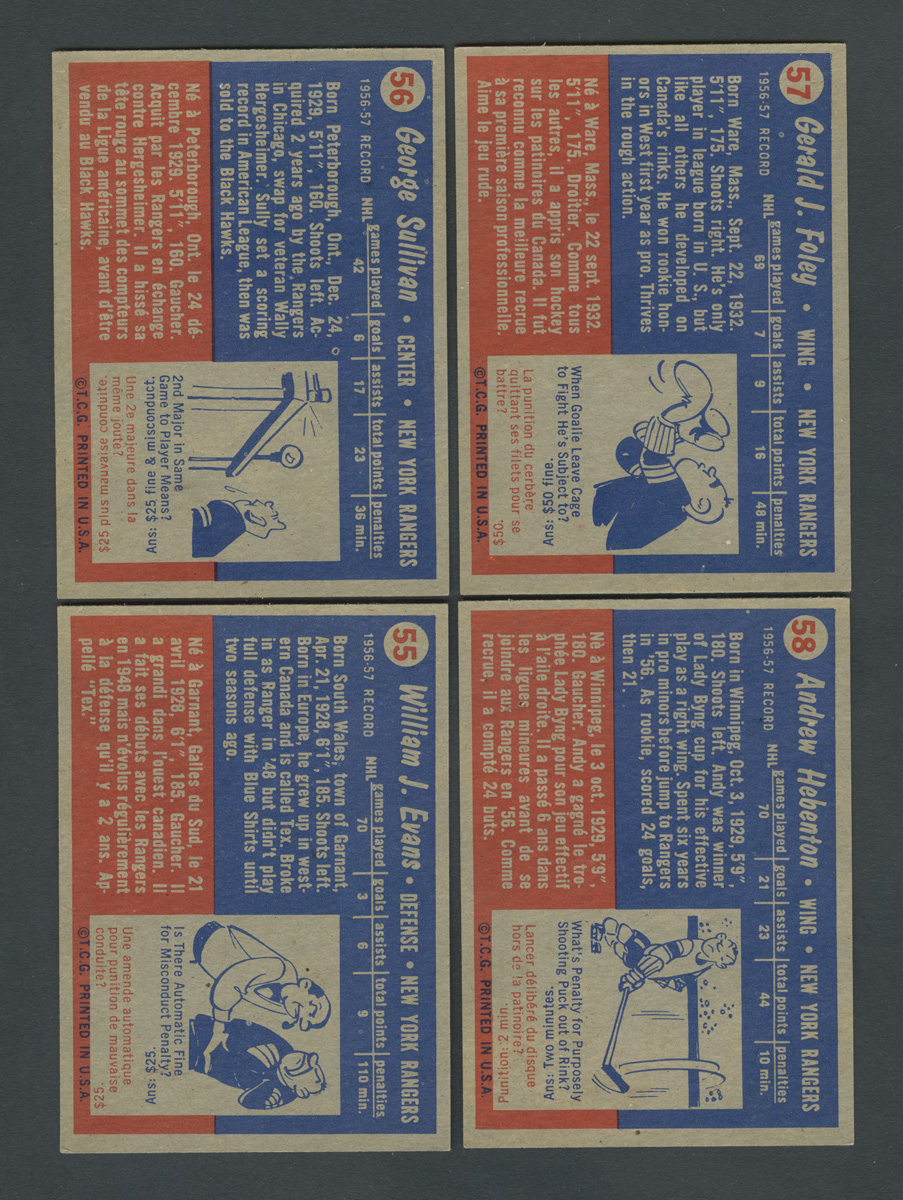 57 Gerald J. Foley • WING • NEW YORK RANGERS
1956-57 RECORD NHL games played goals assists total points penalties
69 7 9 16 48 min.
Born Ware, Mass., Sept. 22, 1932.
5'11", 175. Shoots right. He's only
player in league born in U. S., but
like all others he developed on
Canada's rinks. He won rookie hon-
ors in West first year as pro. Thrives
in the rough action.
Né à Ware, Mass., le 22 sept. 1932.
5'11", 175. Droitier. Comme tous
les autres, il a appris son hockey
sur les patinoires du Canada. Il fut
reconnu comme la meilleure recrue
à sa première saison professionnelle.
Aime le jeu rude.
When Goalie Leave Cage
to Fight He's Subject to?
Ans: $50 fine.
La punition du cerbère
quittant ses filets pour se
battre?
$50.
©T.C.G. PRINTED IN U.S.A.
58 Andrew Hebenton • WING • NEW YORK RANGERS
1956-57 RECORD NHL games played goals assists total points penalties
70 21 23 44 10 min.
Born in Winnipeg, Oct. 3, 1929, 5'9",
180. Shoots left. Andy was winner
of Lady Byng cup for his effective
play as a right wing. Spent six years
in pro minors before jump to Rangers
in '56. As rookie, scored 24 goals,
then 21.
Né à Winnipeg, le 3 oct. 1929, 5'9",
180. Gaucher. Andy a gagné le tro-
phée Lady Byng pour son jeu effectif
à l'aile droite. Il a passé 6 ans dans
les ligues mineures avant de se
joindre aux Rangers en '56. Comme
recrue, il a compté 24 buts.
What's Penalty for Purposely
Shooting Puck out of Rink?
Ans: Two minutes.
Lancer délibéré du disque
hors de la patinoire?
Punition: 2 min.
©T.C.G. PRINTED IN U.S.A.
56 George Sullivan • CENTER • NEW YORK RANGERS
1956-57 RECORD NHL games played goals assists total points penalties
42 6 17 23 36 min.
Born Peterborough, Ont., Dec. 24,
1929, 5'11", 160. Shoots left. Ac-
quired 2 years ago by the Rangers
in Chicago, swap for veteran Wally
Hergesheimer. Sully set a scoring
record in American League, then was
sold to the Black Hawks.
Né à Peterborough, Ont. le 24 dé-
cembre 1929. 5'11" 160. Gaucher.
Acquit par les Rangers en échange
contre Hergesheimer. Il a hissé sa
tête rouge au sommet des compteurs
de la Ligue américaine, avant d'être
vendu au Black Hawks.
2
2nd Major in Same
Game to Player Means?
Ans: $25 fine & misconduct.
Une 2e majeure dans la
même joute?
$25 plus mauvaise conduite.
©T.C.G. PRINTED IN U.S.A.
55 William J. Evans • DEFENSE • NEW YORK RANGERS
1956-57 RECORD NHL games played goals assists total points penalties
70 3 6 9 110 min.
Born South Wales, town of Garnant,
Apr. 21, 1928, 6'1", 185. Shoots left.
Born in Europe, he grew up in west-
ern Canada and is called Tex. Broke
in as Ranger in '48 but didn't play
full defense with Blue Shirts until
two seasons ago.
Né à Garnant, Galles du Sud, le 21
avril 1928, 6'1", 185. Gaucher. Il
a grandi dans l'ouest canadien. Il
a fait ses débuts avec les Rangers
en 1948 mais n'évolus régulièrement
à la défense qu'il y a 2 ans. Ap-
pellé "Tex."
Is There Automatic Fine
for Misconduct Penalty?
Ans: $25.
Une amende automatique
pour punition de mauvaise
conduite?
$25.
©T.C.G. PRINTED IN U.S.A.